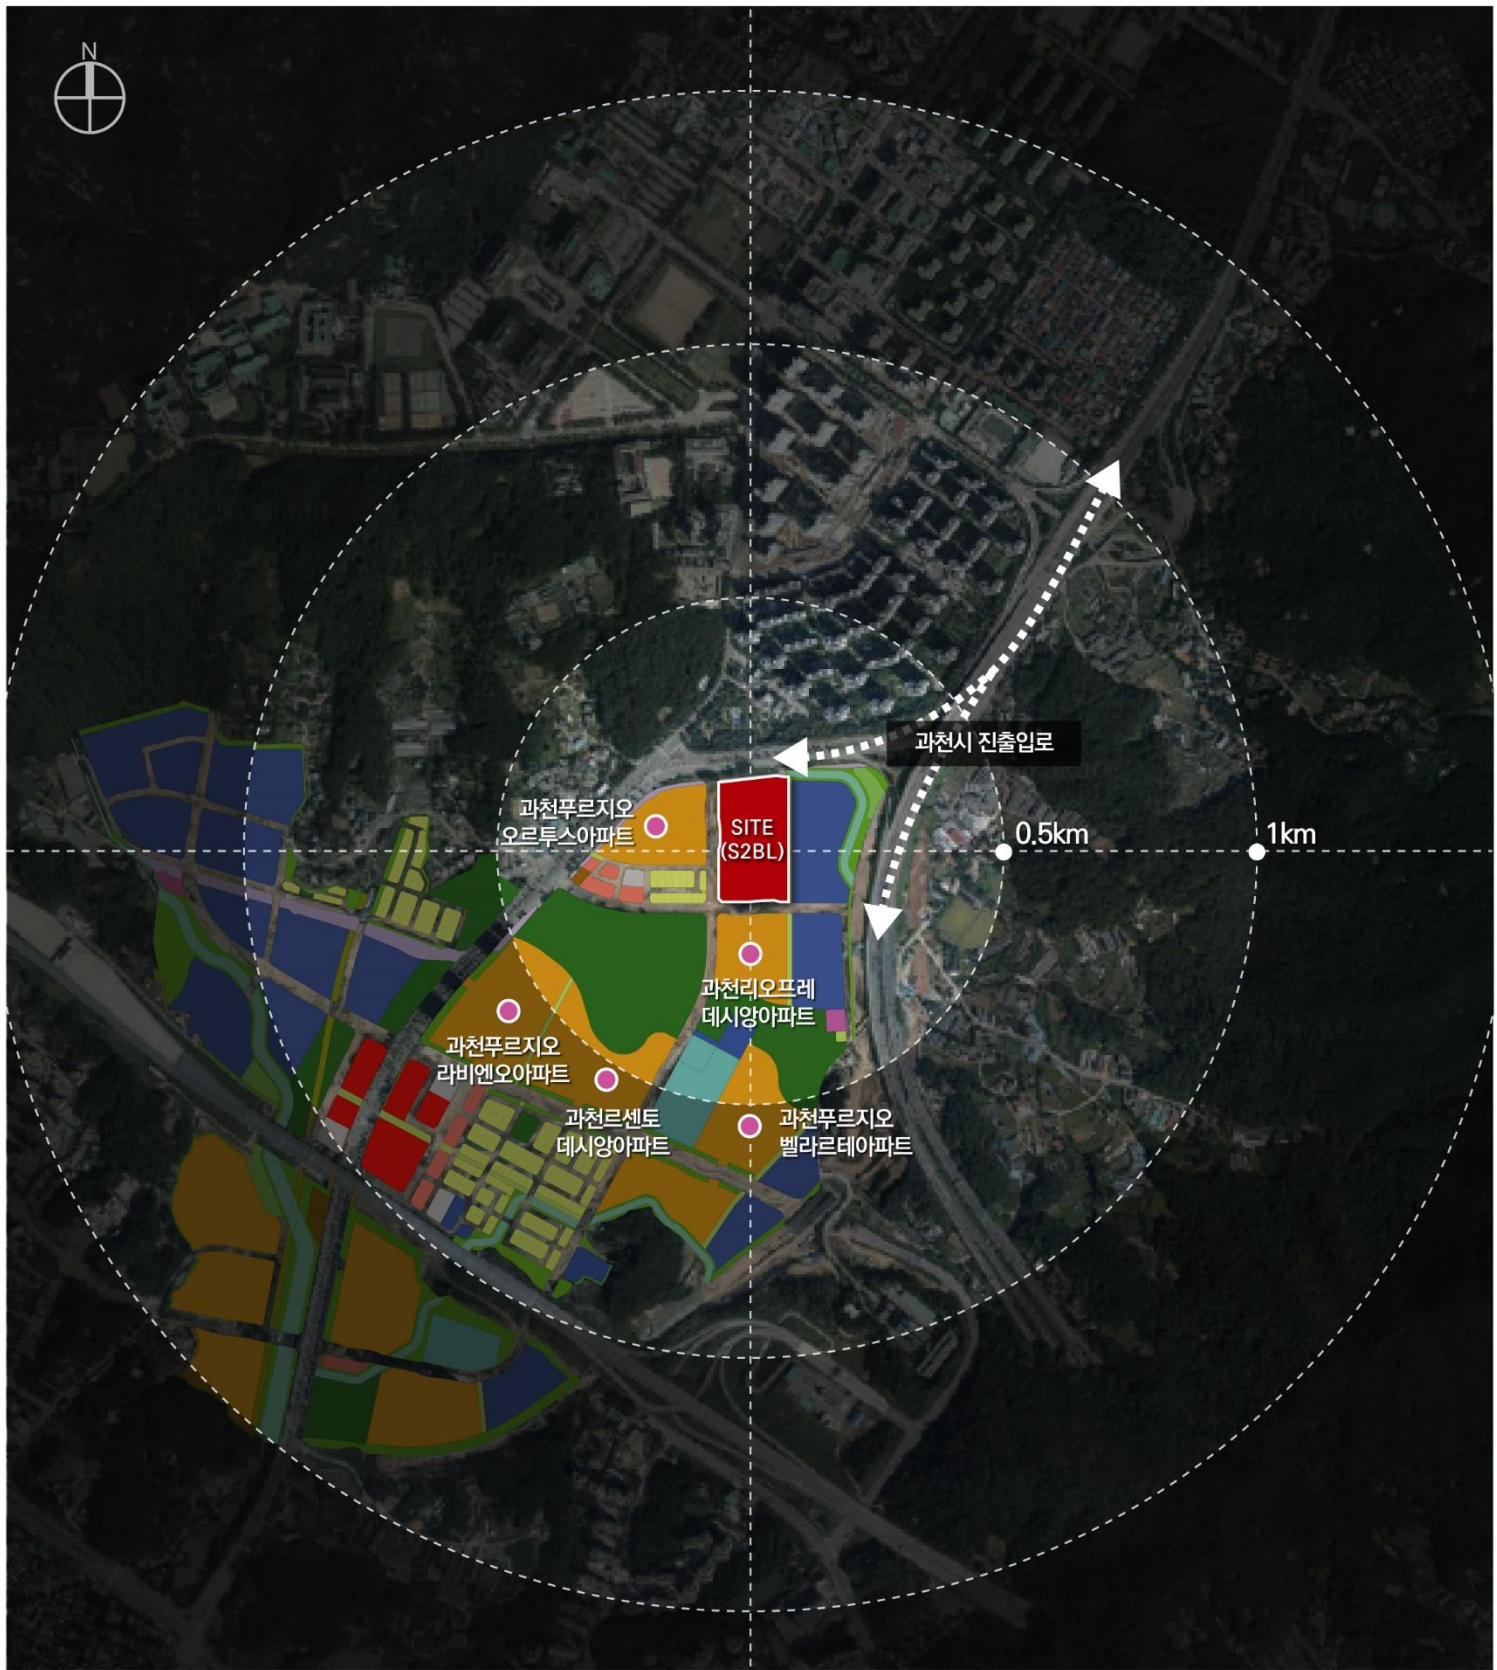 N
과천시 진출입로
과천푸르지오
오르투스아파트
SITE
(S2BL)
0.5km
1km
과천리오프레
데시앙아파트
과천푸르지오
라비엔오아파트
과천르센토
데시앙아파트
과천푸르지오
벨라르테아파트